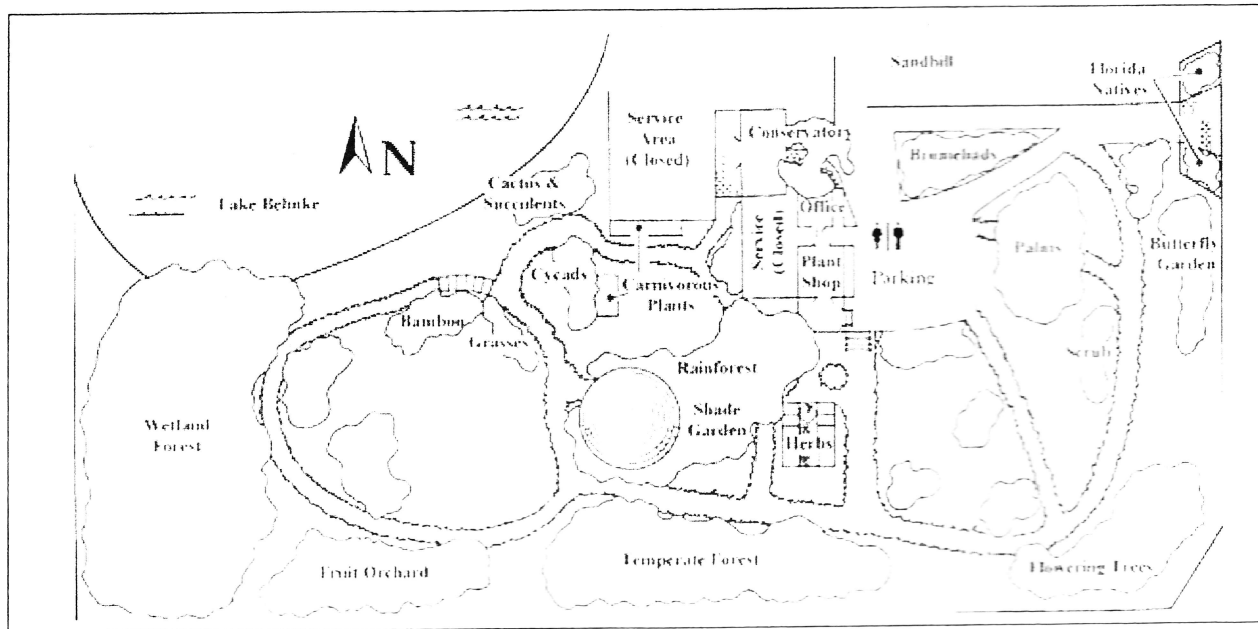 Sandhill
Florida
Natives
Service
Area
(Closed)
Conservatory
Bromeliads
N
Cactus &
Succulents
Lake Behnke
Office
Service
(Closed)
Plant
Shop
Parking
Palms
Butterfly
Garden
Cycads
Carnivorous
Plants
Bamboo
Grasses
Scrub
Rainforest
Shade
Garden
Herbs
Wetland
Forest
Fruit Orchard
Temperate Forest
Flowering Trees